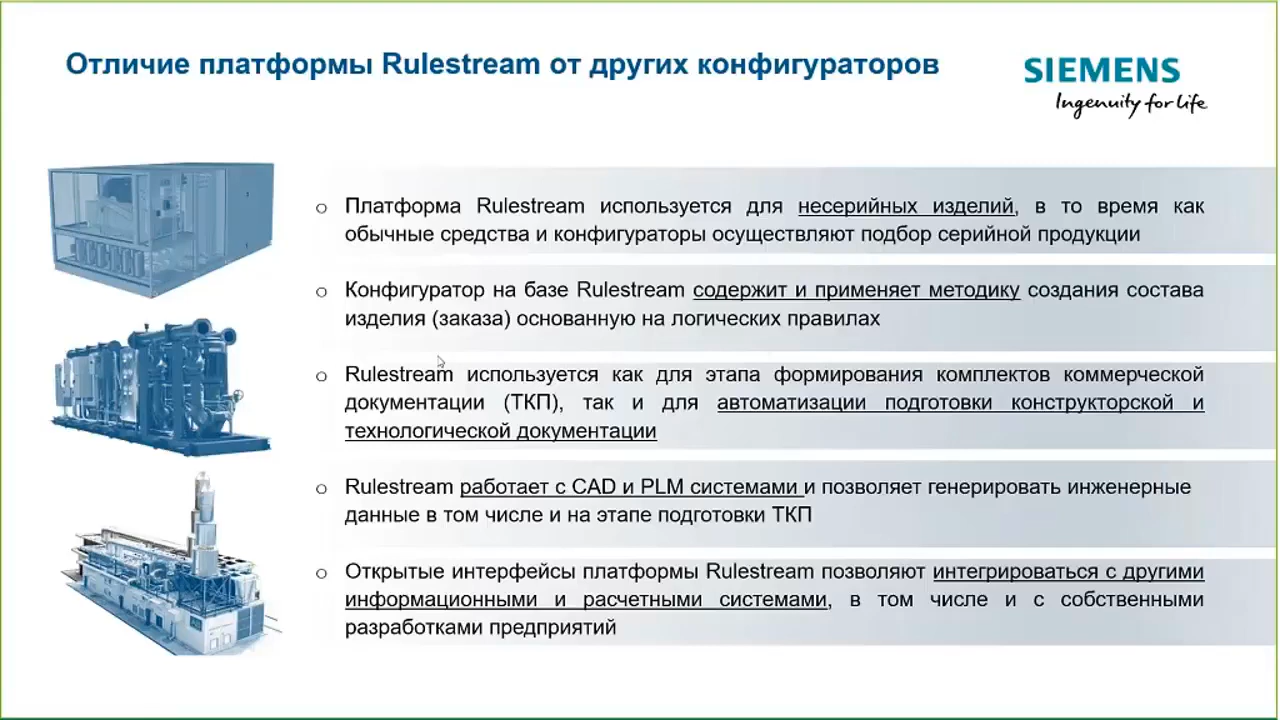 Отличие платформы Rulestream от других конфигураторов
SIEMENS
Ingenuity for life
o Платформа Rulestream используется для несерийных изделий, в то время как
обычные средства и конфигураторы осуществляют подбор серийной продукции
o Конфигуратор на базе Rulestream содержит и применяет методику создания состава
изделия (заказа) основанную на логических правилах
o Rulestream используется как для этапа формирования комплектов коммерческой
документации (ТКП), так и для автоматизации подготовки конструкторской и
технологической документации
o Rulestream работает с CAD и PLM системами и позволяет генерировать инженерные
данные в том числе и на этапе подготовки ТКП
o Открытые интерфейсы платформы Rulestream позволяют интегрироваться с другими
информационными и расчетными системами, в том числе и с собственными
разработками предприятий